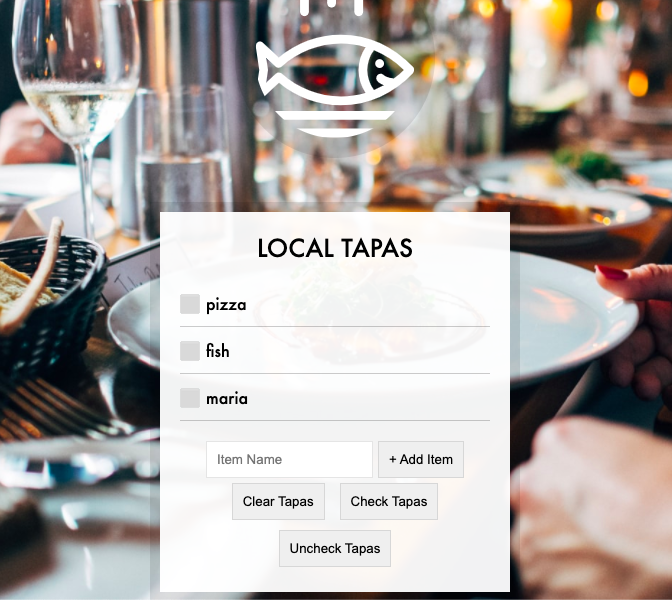 LOCAL TAPAS
pizza
fish
maria
Item Name
+ Add Item
Clear Tapas
Check Tapas
Uncheck Tapas